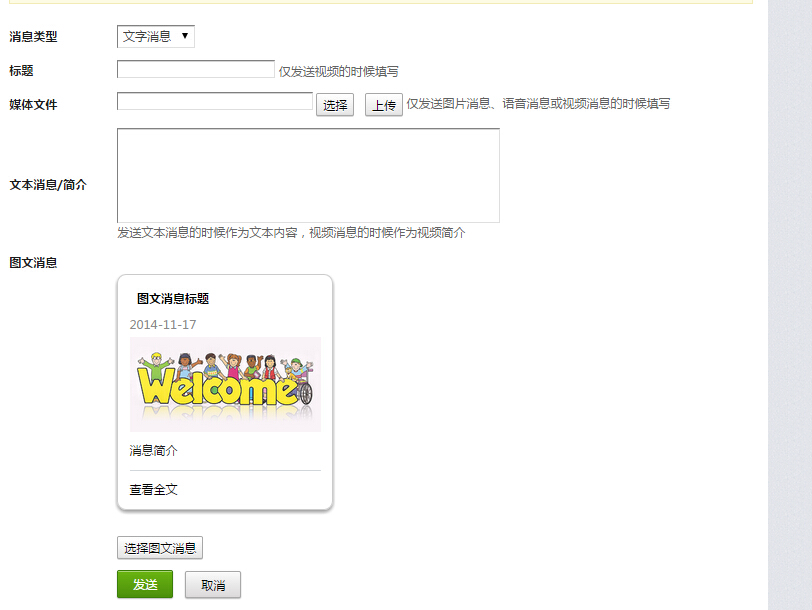 消息类型 文字消息 ▼
标题 仅发送视频的时候填写
媒体文件 选择 上传 仅发送图片消息、语音消息或视频消息的时候填写
文本消息/简介
发送文本消息的时候作为文本内容，视频消息的时候作为视频简介
图文消息
图文消息标题
2014-11-17
Welcome
消息简介
查看全文
选择图文消息
发送 取消